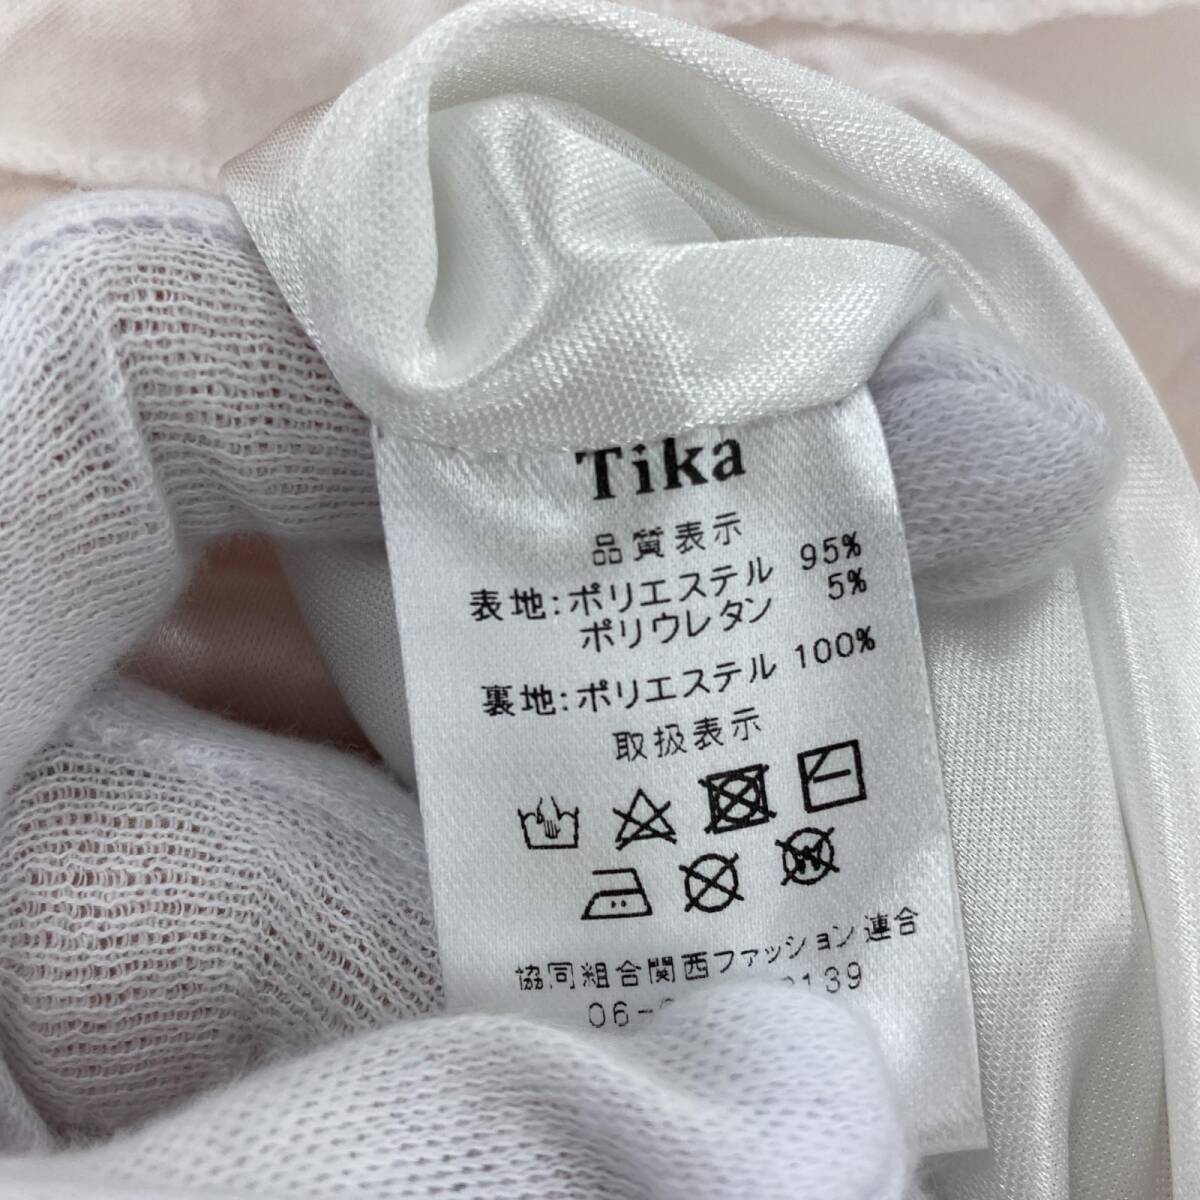 Tika
品質表示
表地:ポリエステル 95%
ポリウレタン 5%
裏地:ポリエステル 100%
取扱表示
協同組合関西ファッション連合
06-
139